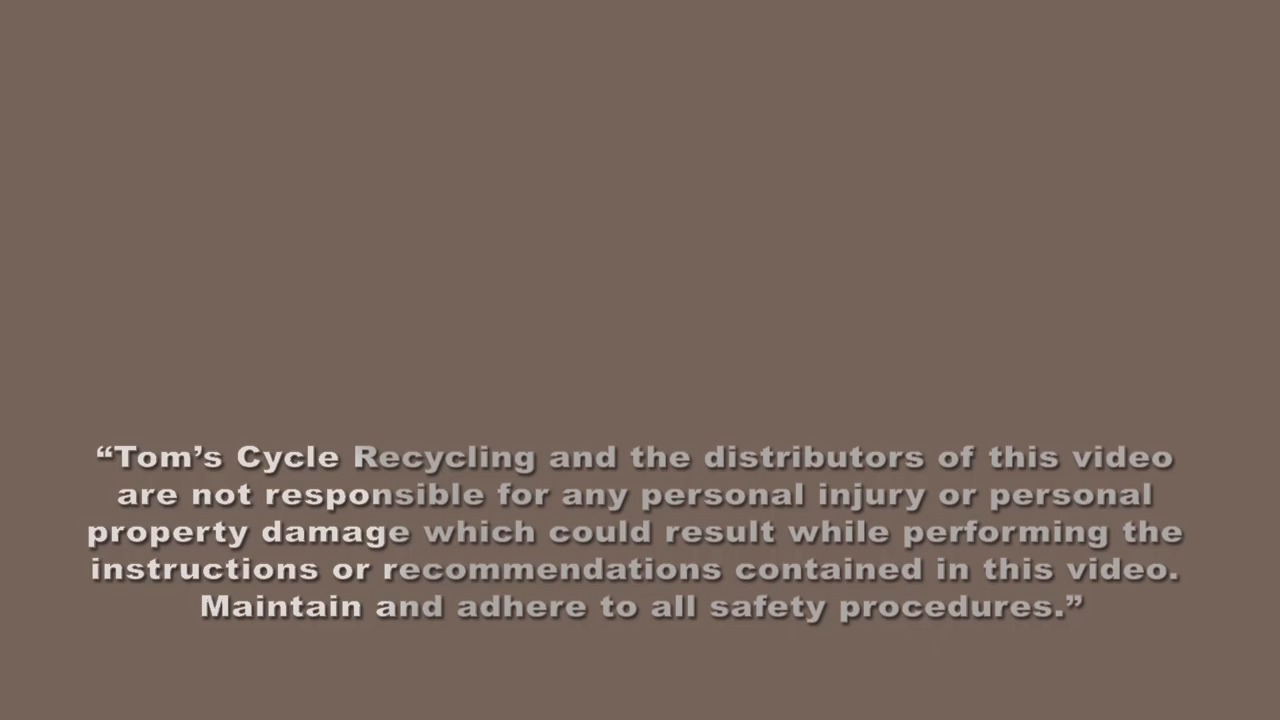 “Tom’s Cycle Recycling and the distributors of this video
are not responsible for any personal injury or personal
property damage which could result while performing the
instructions or recommendations contained in this video.
Maintain and adhere to all safety procedures.”